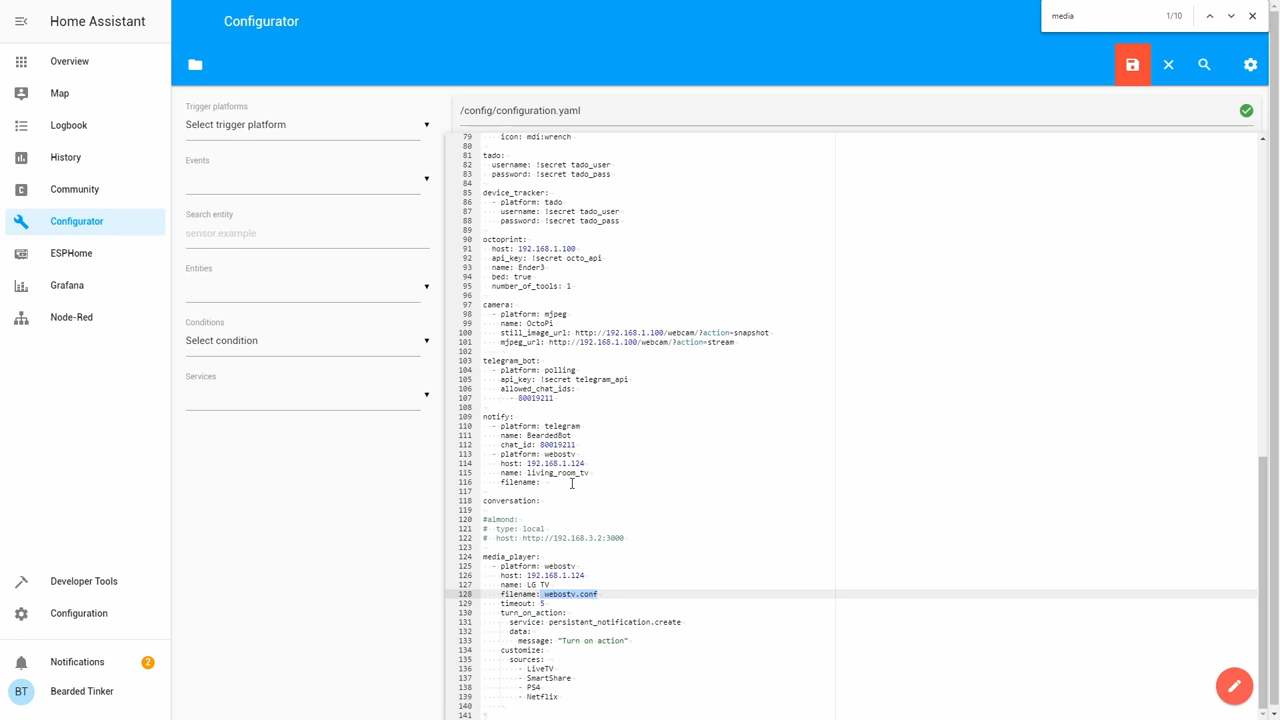 Home Assistant
Configurator
media
1/10
Overview
Map
Logbook
History
Community
Configurator
ESPHome
Grafana
Node-Red
Developer Tools
Configuration
Notifications
2
BT
Bearded Tinker
Trigger platforms
Select trigger platform
Events
Search entity
sensor.example
Entities
Conditions
Select condition
Services
/config/configuration.yaml
79 icon: mdi:wrench
80
81 tado:
82 username: !secret tado_user
83 password: !secret tado_pass
84
85 device_tracker:
86 - platform: tado
87 username: !secret tado_user
88 password: !secret tado_pass
89
90 octoprint:
91 host: 192.168.1.100
92 api_key: !secret octo_api
93 name: Ender3
94 bed: true
95 number_of_tools: 1
96
97 camera:
98 - platform: mjpeg
99 name: OctoPi
100 still_image_url: http://192.168.1.100/webcam/?action=snapshot
101 mjpeg_url: http://192.168.1.100/webcam/?action=stream
102
103 telegram_bot:
104 - platform: polling
105 api_key: !secret telegram_api
106 allowed_chat_ids:
107 - 80019211
108
109 notify:
110 - platform: telegram
111 name: BeardedBot
112 chat_id: 80019211
113 - platform: webostv
114 host: 192.168.1.124
115 name: living_room_tv
116 filename:
117
118 conversation:
119
120 #almond:
121 # type: local
122 # host: http://192.168.3.2:3000
123
124 media_player:
125 - platform: webostv
126 host: 192.168.1.124
127 name: LG TV
128 filename: webostv.conf
129 timeout: 5
130 turn_on_action:
131 service: persistant_notification.create
132 data:
133 message: "Turn on action"
134 customize:
135 sources:
136 - LiveTV
137 - SmartShare
138 - PS4
139 - Netflix
140
141